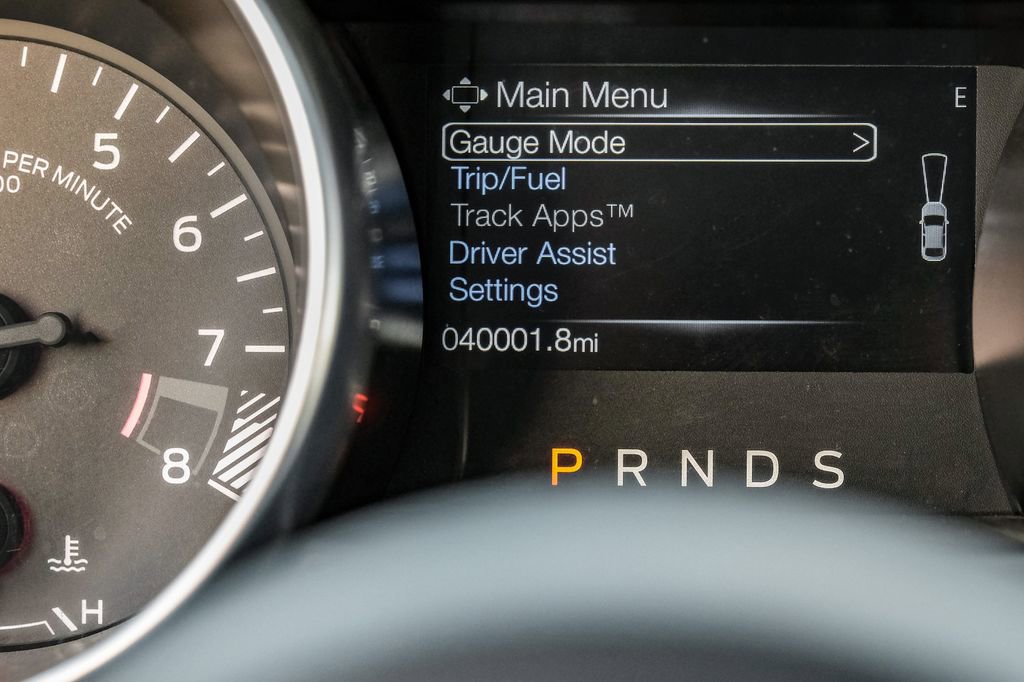 Main Menu
E
Gauge Mode >
Trip/Fuel
Track Apps™
Driver Assist
Settings
040001.8mi
P R N D S
5
PER MINUTE
6
7
8
H